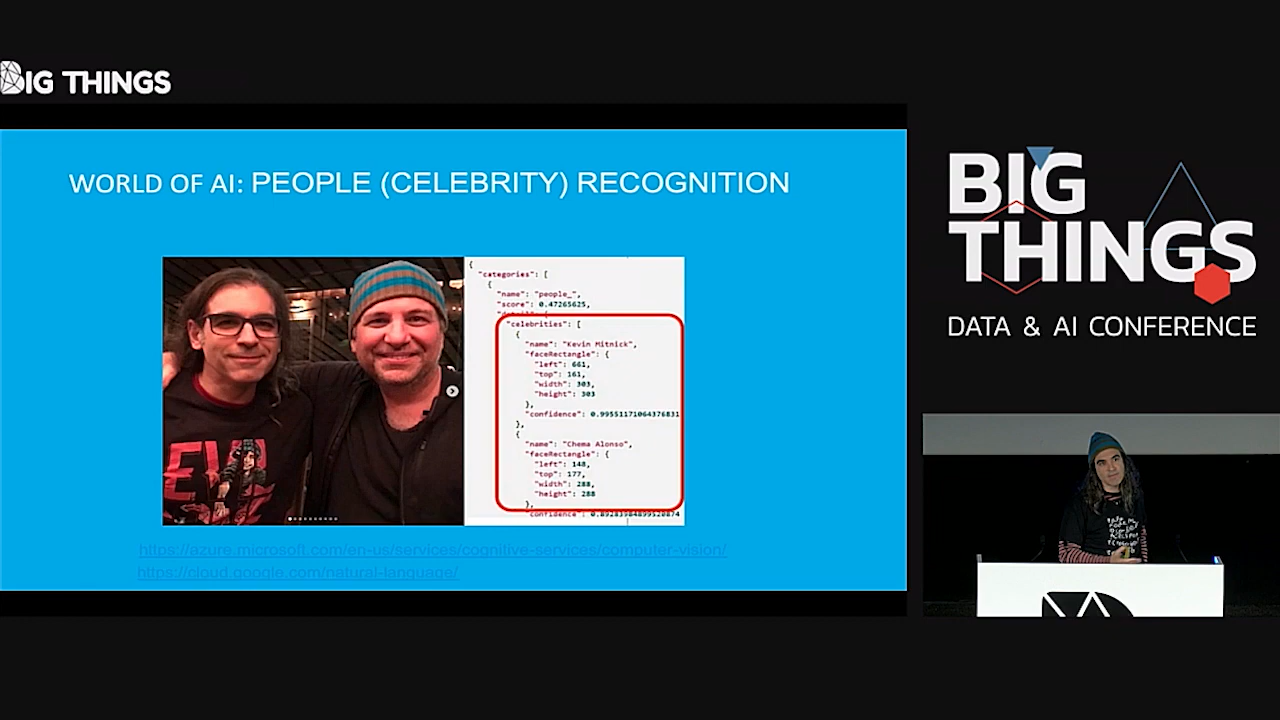 BIG THINGS
WORLD OF AI: PEOPLE (CELEBRITY) RECOGNITION
{
"categories": [
{
"name": "people_",
"score": 0.47265625,
"celebrities": [
{
"name": "Kevin Mitnick",
"faceRectangle": {
"left": 661,
"top": 161,
"width": 303,
"height": 303
},
"confidence": 0.99551171064376831
},
{
"name": "Chema Alonso",
"faceRectangle": {
"left": 148,
"top": 177,
"width": 288,
"height": 288
},
"confidence": 0.89283984899520874
EVIL
https://azure.microsoft.com/en-us/services/cognitive-services/computer-vision/
https://cloud.google.com/natural-language/
BIG
THINGS
DATA & AI CONFERENCE